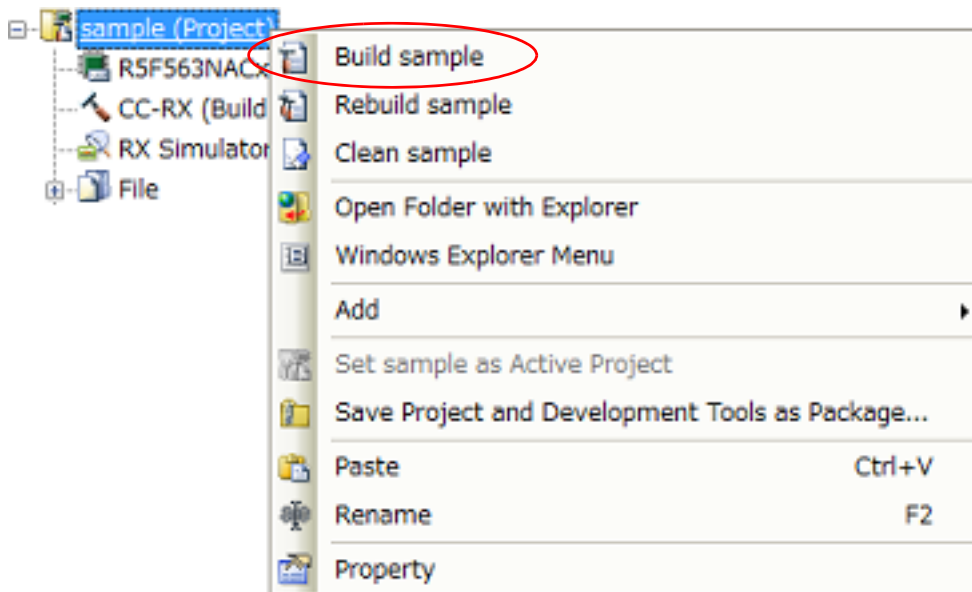 sample (Project)
R5F563NACx
CC-RX (Build
RX Simulator
File
Build sample
Rebuild sample
Clean sample
Open Folder with Explorer
Windows Explorer Menu
Add
Set sample as Active Project
Save Project and Development Tools as Package...
Paste Ctrl+V
Rename F2
Property